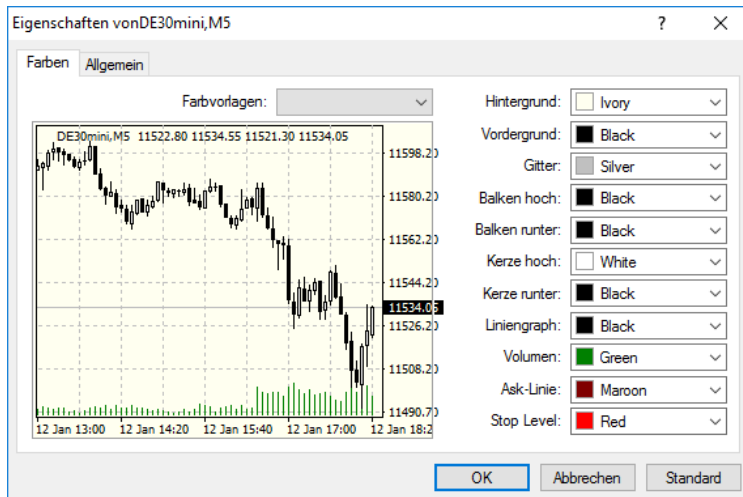 Eigenschaften vonDE30mini,M5
Farben Allgemein
Farbvorlagen:
DE30mini,M5 11522.80 11534.55 11521.30 11534.05
11598.20
11580.20
11562.20
11544.20
11534.05
11526.20
11508.20
11490.70
12 Jan 13:00 12 Jan 14:20 12 Jan 15:40 12 Jan 17:00 12 Jan 18:2
Hintergrund: Ivory
Vordergrund: Black
Gitter: Silver
Balken hoch: Black
Balken runter: Black
Kerze hoch: White
Kerze runter: Black
Liniengraph: Black
Volumen: Green
Ask-Linie: Maroon
Stop Level: Red
OK Abbrechen Standard